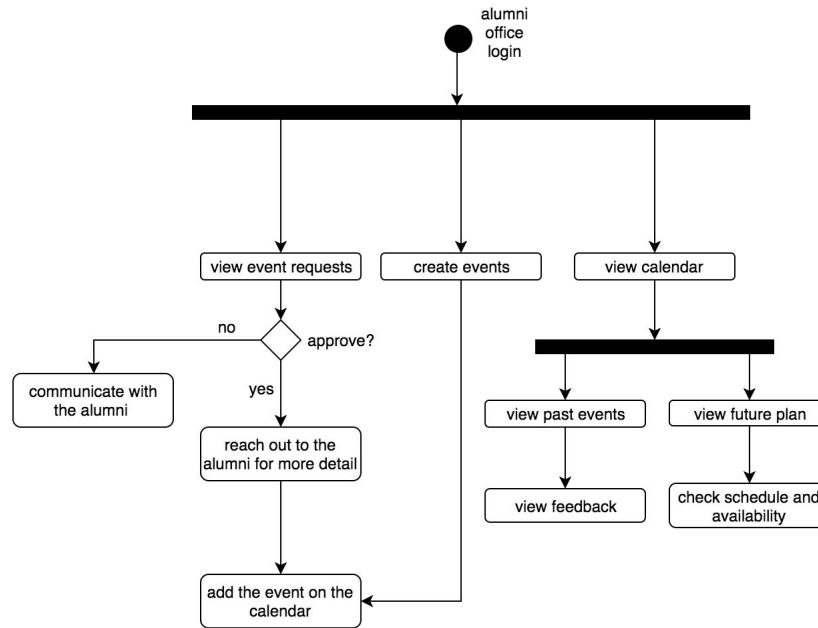 alumni
office
login
view event requests
create events
view calendar
no
approve?
communicate with
the alumni
yes
view past events
view future plan
reach out to the
alumni for more detail
view feedback
check schedule and
availability
add the event on the
calendar